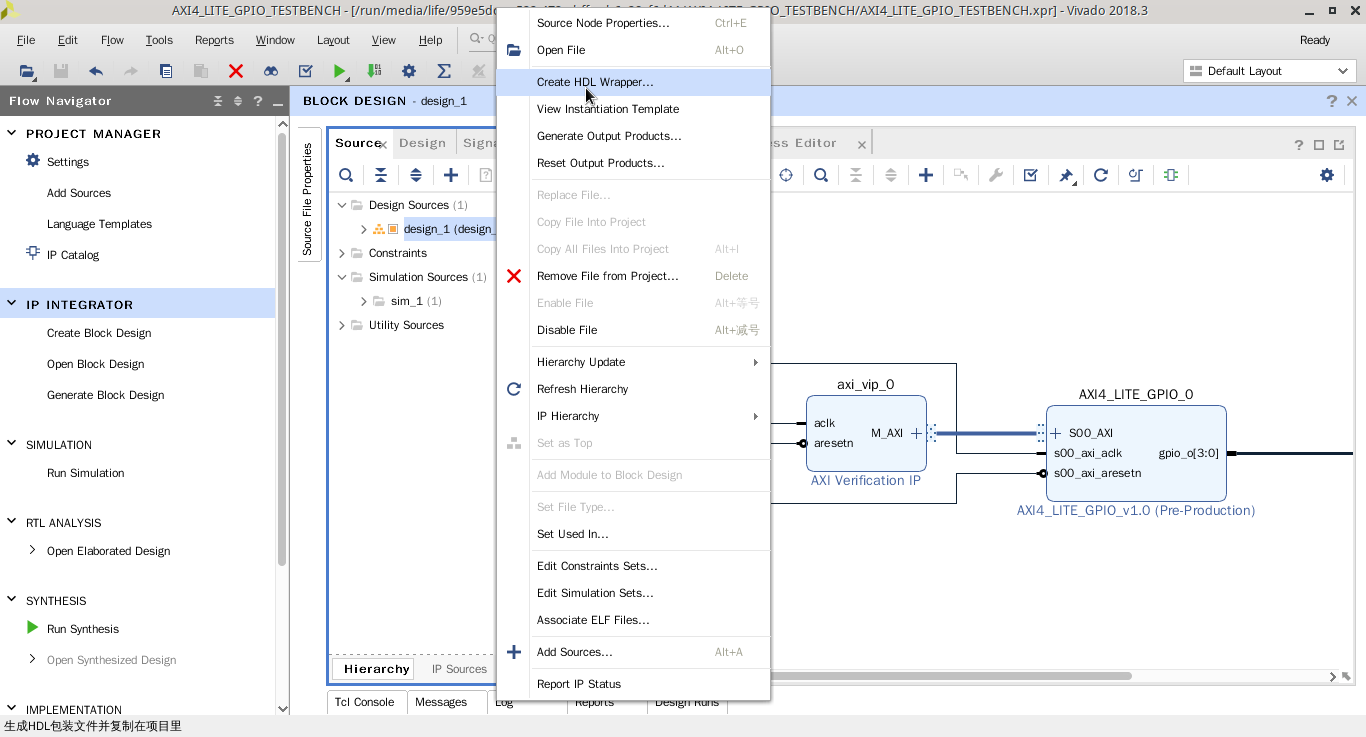 AXI4_LITE_GPIO_TESTBENCH - [/run/media/life/959e5d
_TESTBENCH/AXI4_LITE_GPIO_TESTBENCH.xpr] - Vivado 2018.3
File Edit Flow Tools Reports Window Layout View Help
Ready
Default Layout
Flow Navigator
BLOCK DESIGN - design_1
PROJECT MANAGER
Settings
Add Sources
Language Templates
IP Catalog
IP INTEGRATOR
Create Block Design
Open Block Design
Generate Block Design
SIMULATION
Run Simulation
RTL ANALYSIS
Open Elaborated Design
SYNTHESIS
Run Synthesis
Open Synthesized Design
IMPLEMENTATION
Source File Properties
Source Design Signa
ss Editor
Design Sources (1)
design_1 (design_
Constraints
Simulation Sources (1)
sim_1 (1)
Utility Sources
Hierarchy IP Sources
Tcl Console Messages Log Reports Design Runs
Source Node Properties... Ctrl+E
Open File Alt+O
Create HDL Wrapper...
View Instantiation Template
Generate Output Products...
Reset Output Products...
Replace File...
Copy File Into Project
Copy All Files Into Project Alt+I
Remove File from Project... Delete
Enable File Alt+等号
Disable File Alt+减号
Hierarchy Update
Refresh Hierarchy
IP Hierarchy
Set as Top
Add Module to Block Design
Set File Type...
Set Used In...
Edit Constraints Sets...
Edit Simulation Sets...
Associate ELF Files...
Add Sources... Alt+A
Report IP Status
axi_vip_0
aclk
aresetn
M_AXI
AXI Verification IP
AXI4_LITE_GPIO_0
S00_AXI
s00_axi_aclk
s00_axi_aresetn
gpio_o[3:0]
AXI4_LITE_GPIO_v1.0 (Pre-Production)
生成HDL包装文件并复制在项目里